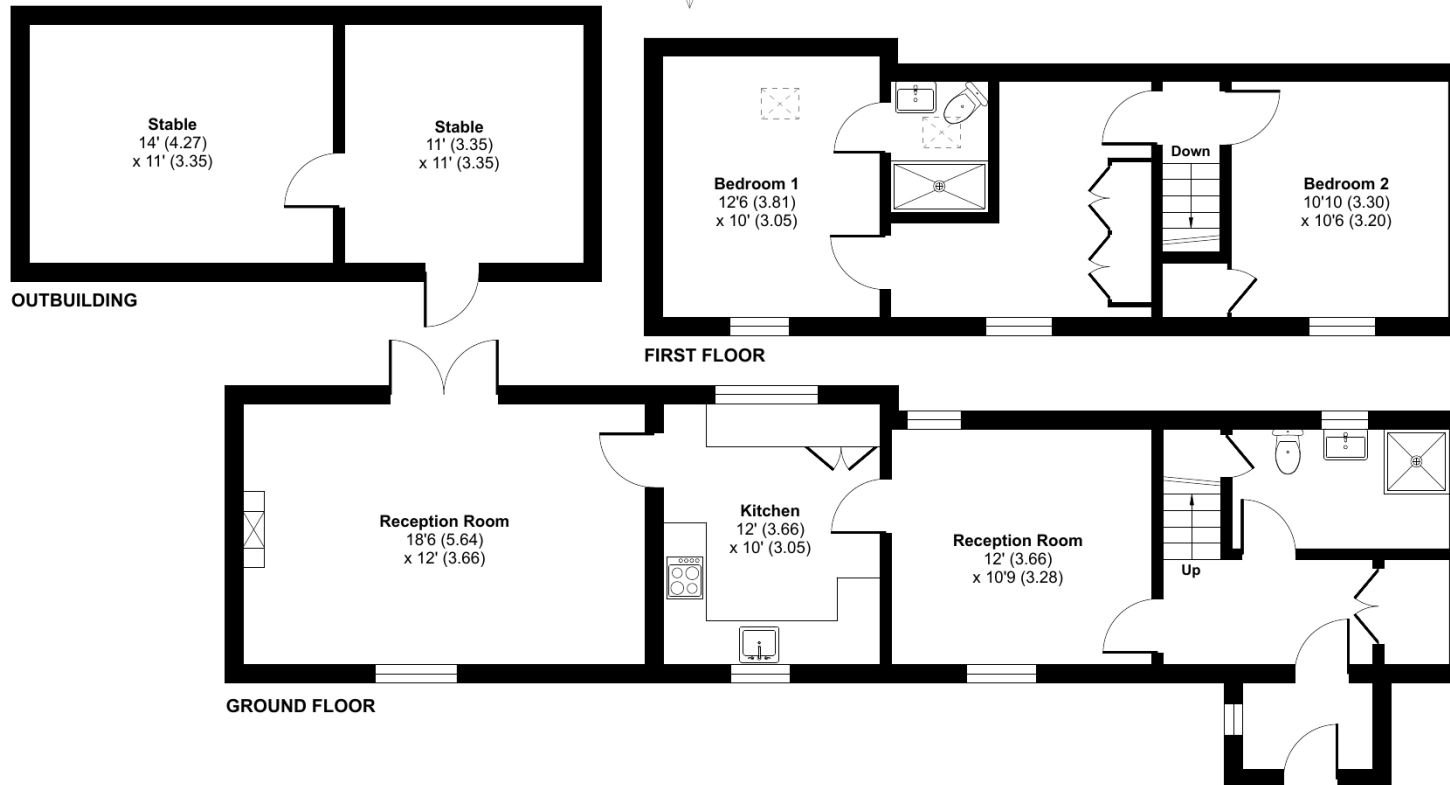 Stable
14' (4.27)
x 11' (3.35)
Stable
11' (3.35)
x 11' (3.35)
OUTBUILDING
Bedroom 1
12'6 (3.81)
x 10' (3.05)
Down
Bedroom 2
10'10 (3.30)
x 10'6 (3.20)
FIRST FLOOR
Reception Room
18'6 (5.64)
x 12' (3.66)
Kitchen
12' (3.66)
x 10' (3.05)
Reception Room
12' (3.66)
x 10'9 (3.28)
Up
GROUND FLOOR